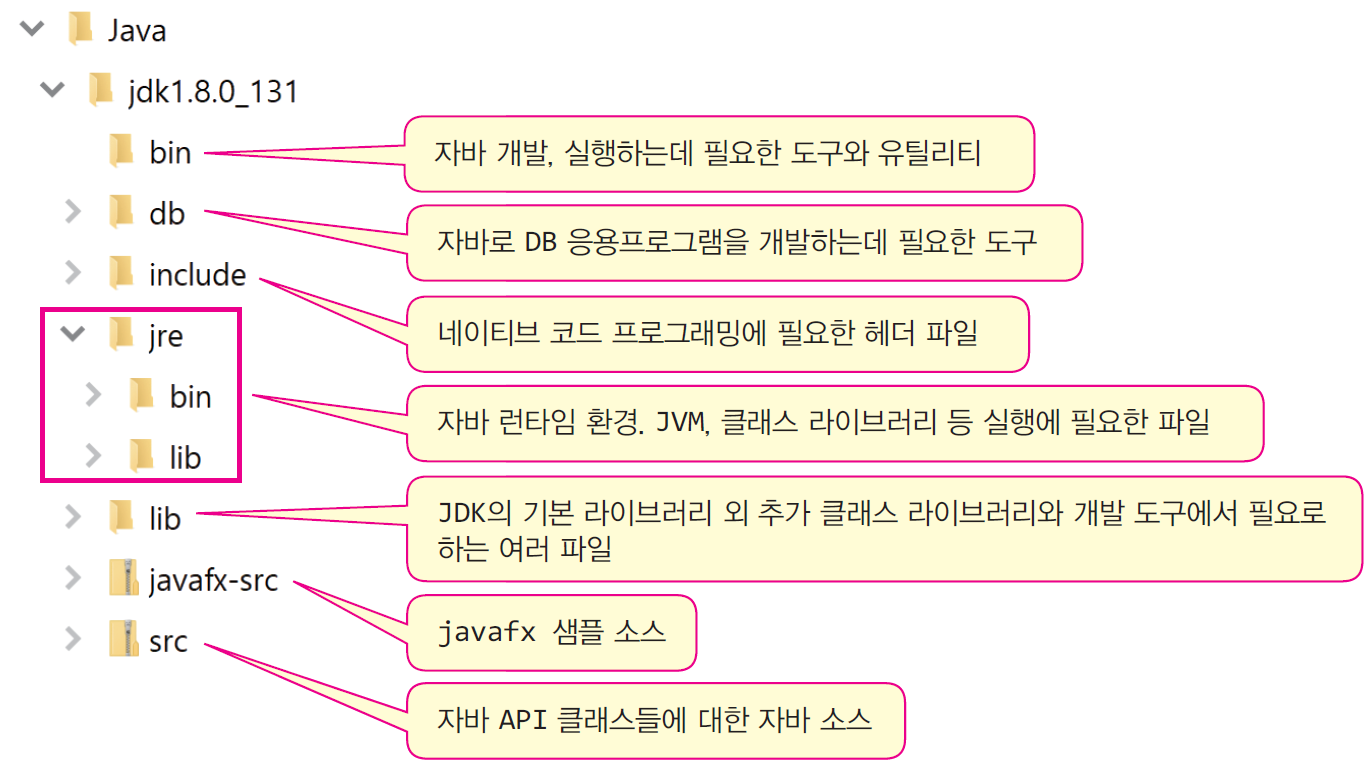 Java
jdk1.8.0_131
bin
자바 개발, 실행하는데 필요한 도구와 유틸리티
db
자바로 DB 응용프로그램을 개발하는데 필요한 도구
include
네이티브 코드 프로그래밍에 필요한 헤더 파일
jre
bin
자바 런타임 환경. JVM, 클래스 라이브러리 등 실행에 필요한 파일
lib
lib
JDK의 기본 라이브러리 외 추가 클래스 라이브러리와 개발 도구에서 필요로
하는 여러 파일
javafx-src
javafx 샘플 소스
src
자바 API 클래스들에 대한 자바 소스